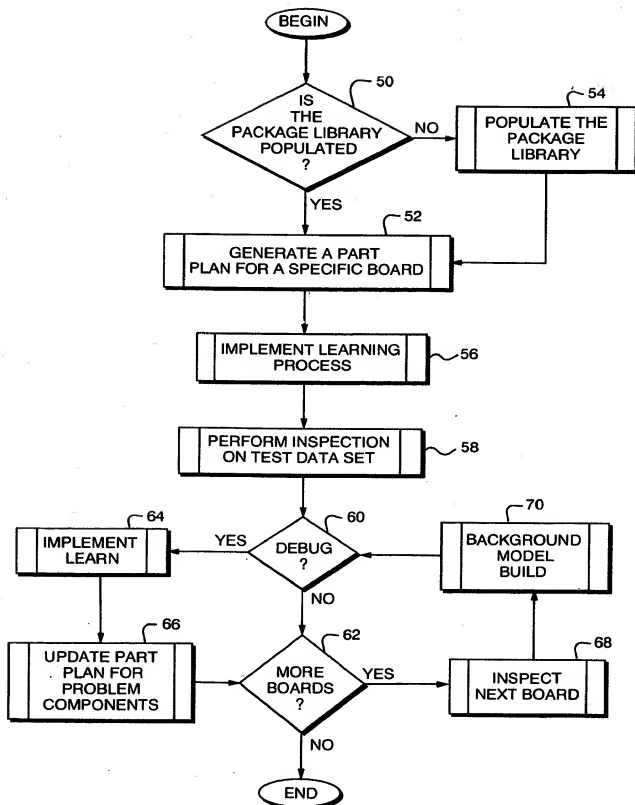 BEGIN
50
IS
THE
PACKAGE LIBRARY
POPULATED
?
NO
54
POPULATE THE
PACKAGE
LIBRARY
YES
52
GENERATE A PART
PLAN FOR A SPECIFIC BOARD
IMPLEMENT LEARNING
PROCESS
56
PERFORM INSPECTION
ON TEST DATA SET
58
64
IMPLEMENT
LEARN
YES
60
DEBUG
?
NO
70
BACKGROUND
MODEL
BUILD
66
UPDATE PART
PLAN FOR
PROBLEM
COMPONENTS
62
MORE
BOARDS
?
YES
68
INSPECT
NEXT BOARD
NO
END